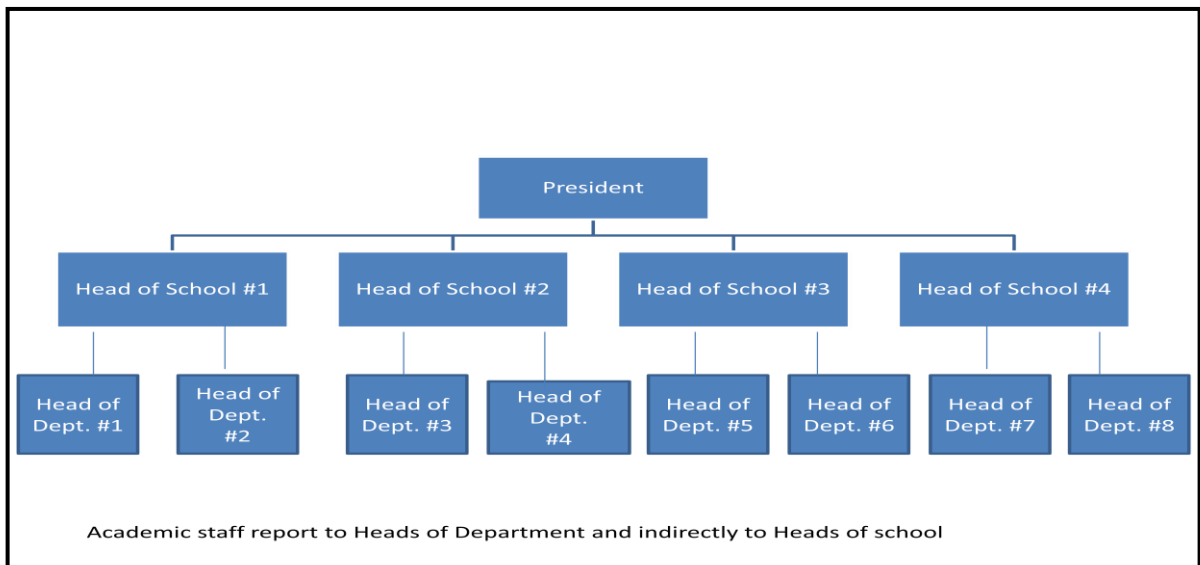 President
Head of School #1
Head of School #2
Head of School #3
Head of School #4
Head of
Dept. #1
Head of
Dept.
#2
Head of
Dept. #3
Head of
Dept.
#4
Head of
Dept. #5
Head of
Dept. #6
Head of
Dept. #7
Head of
Dept. #8
Academic staff report to Heads of Department and indirectly to Heads of school